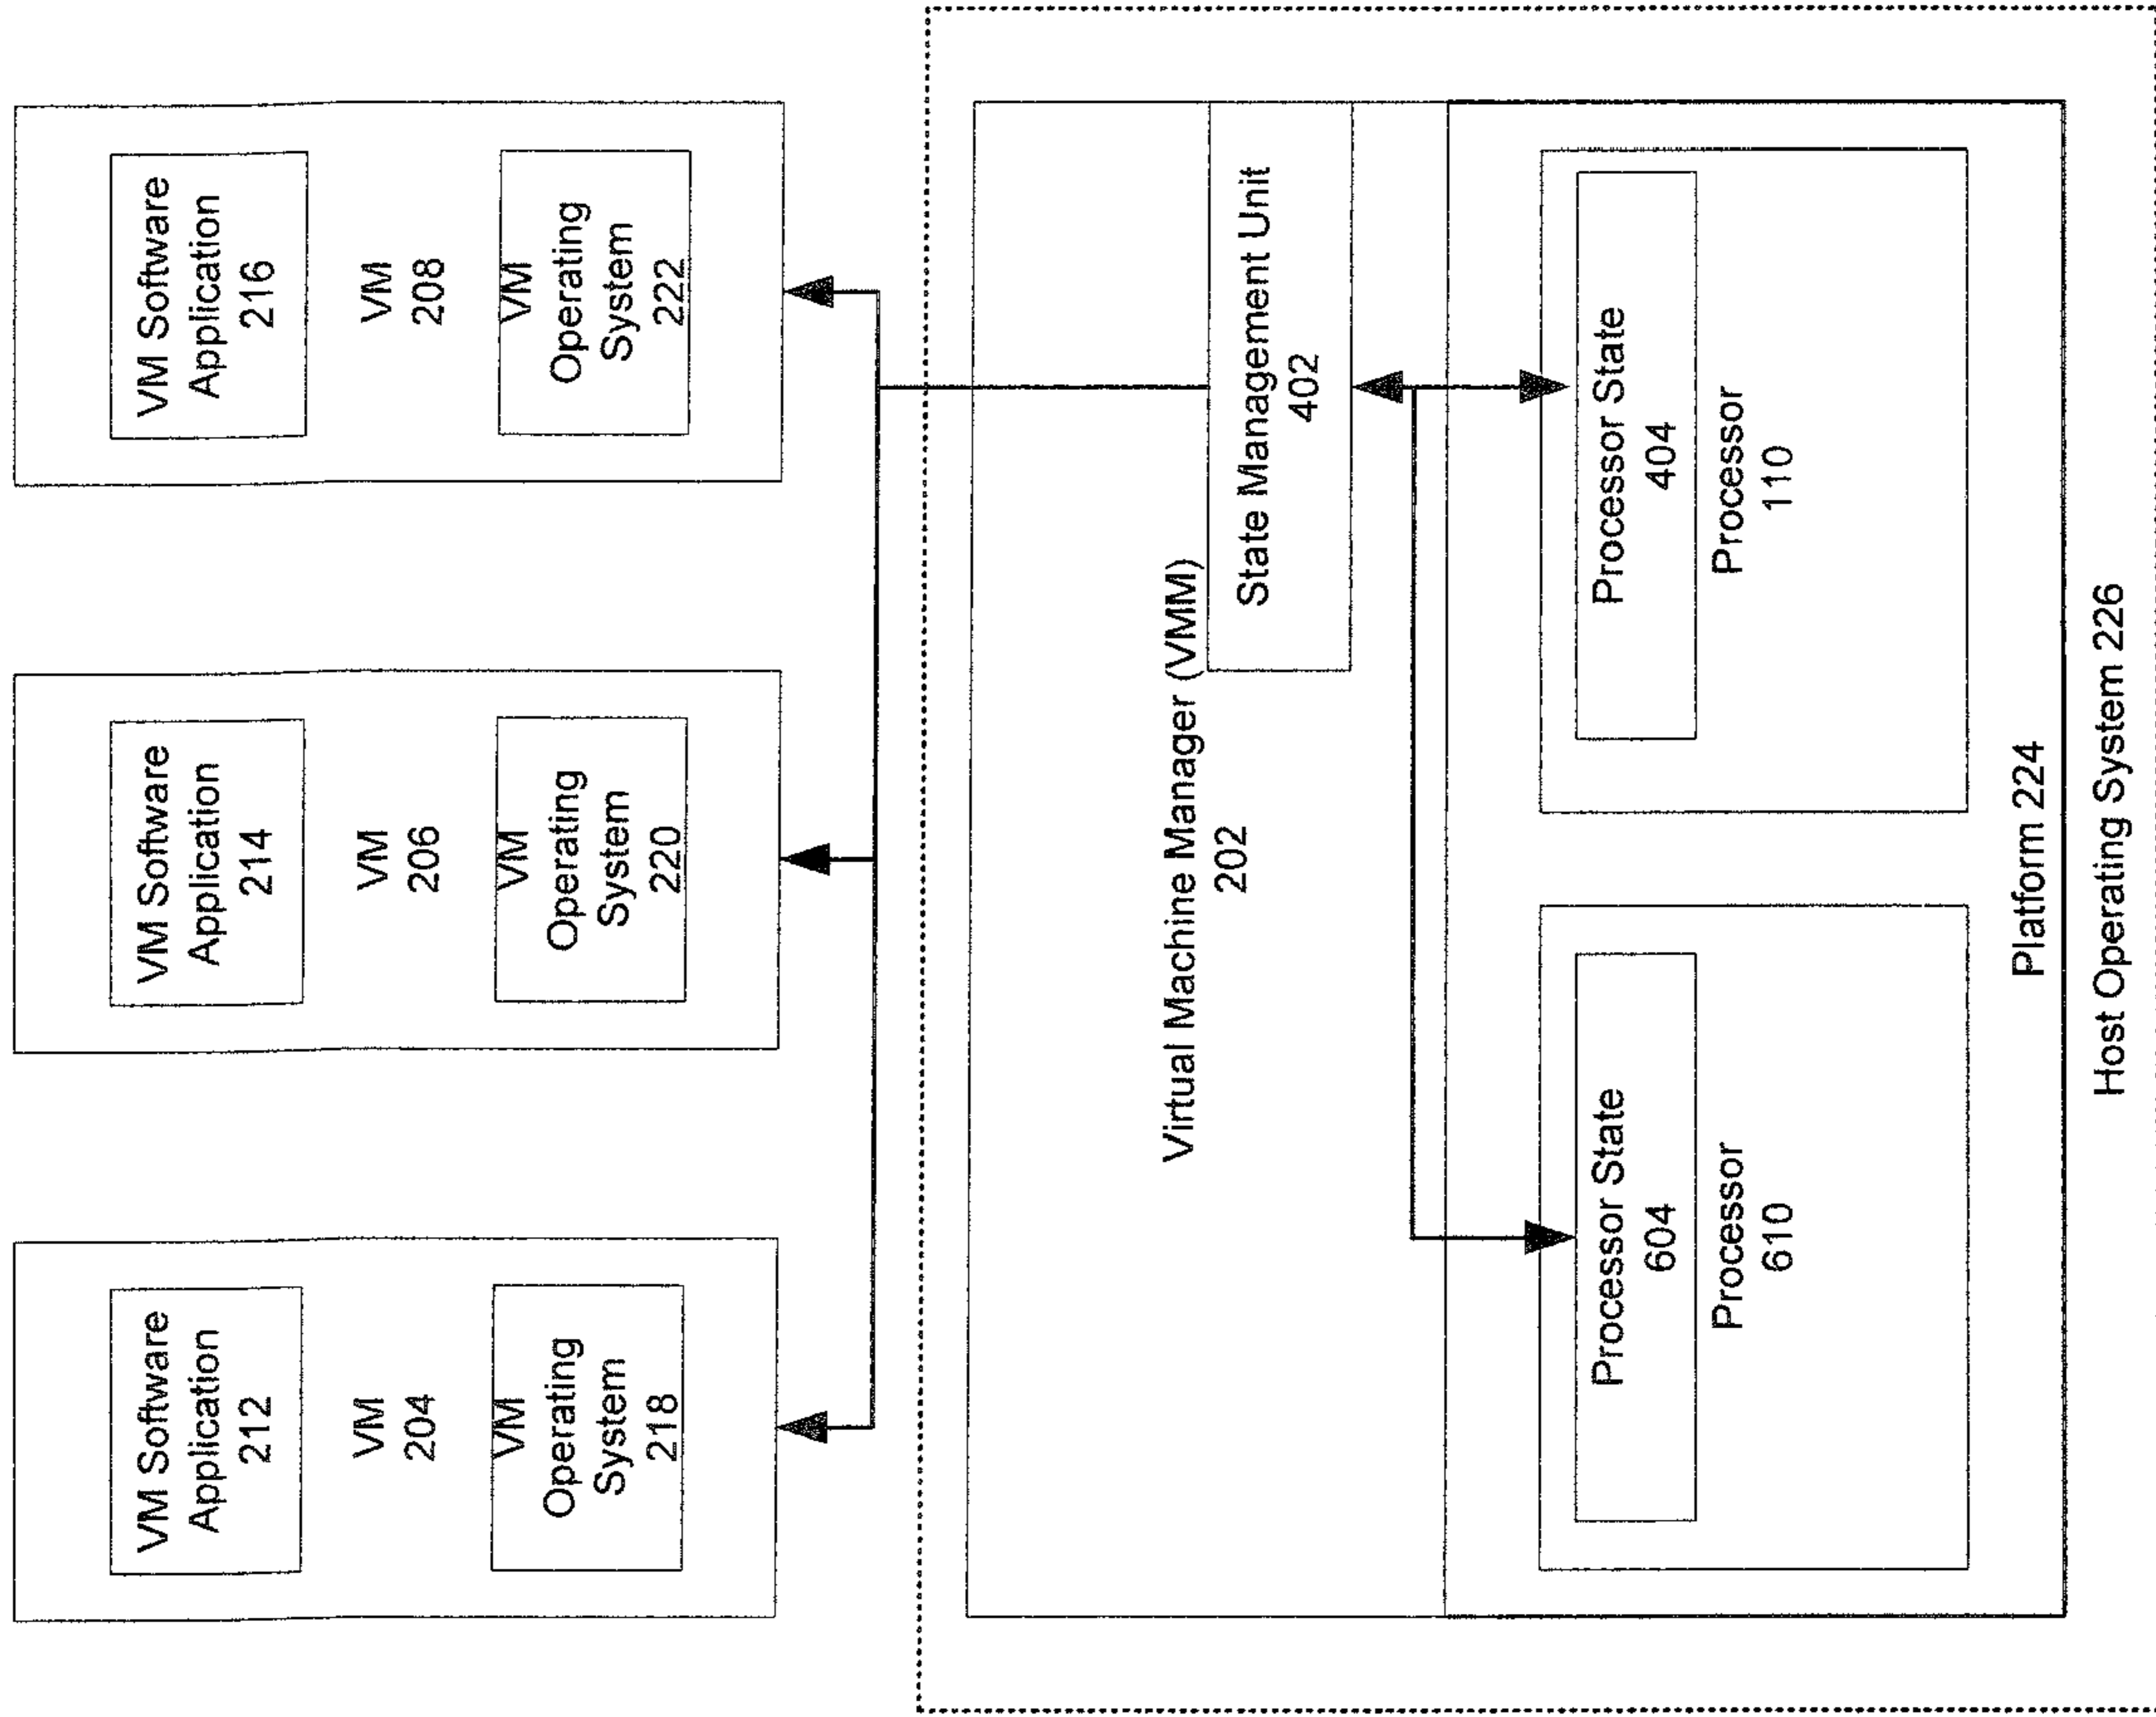 VM Software
Application
212
VM
204
VM
Operating
System
218
VM Software
Application
214
VM
206
VM
Operating
System
220
VM Software
Application
216
VM
208
VM
Operating
System
222
Virtual Machine Manager (VMM)
202
State Management Unit
402
Processor State
604
Processor
610
Processor State
404
Processor
110
Platform 224
Host Operating System 226